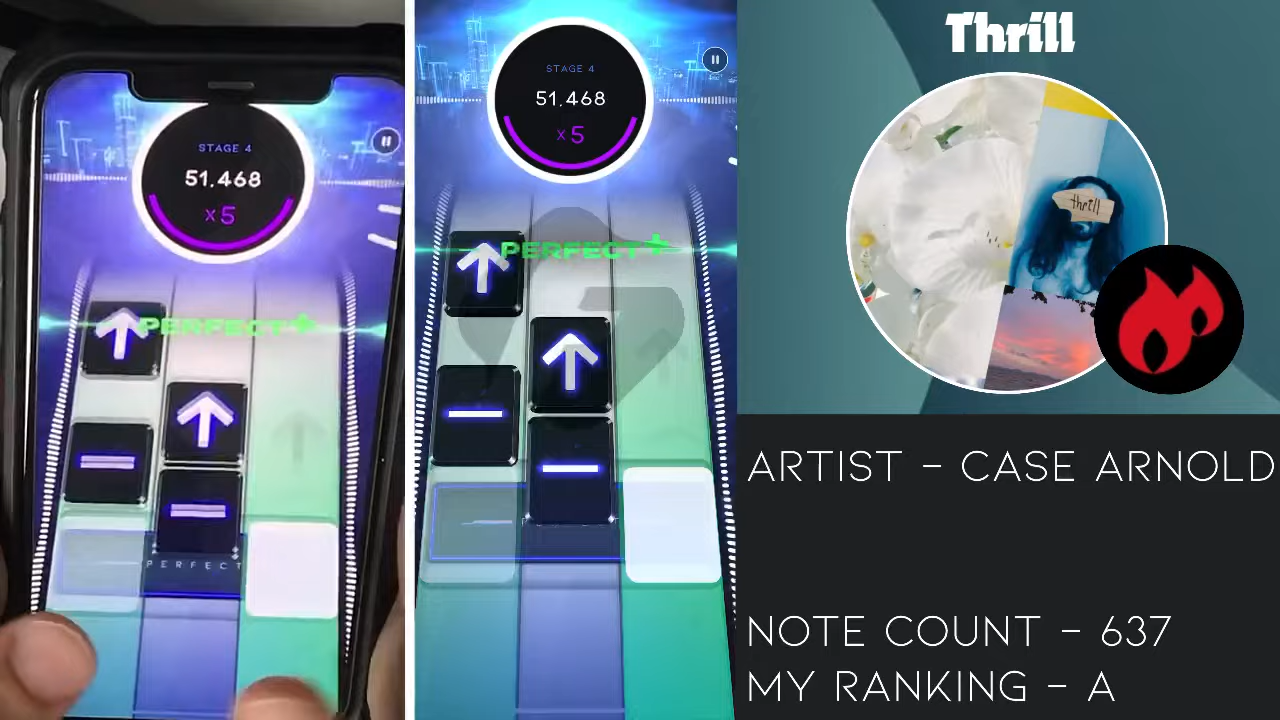 STAGE 4
51.468
x5
PERFECT+
PERFECT
STAGE 4
51.468
x5
PERFECT+
Thrill
thrill
ARTIST - CASE ARNOLD
NOTE COUNT - 637
MY RANKING - A